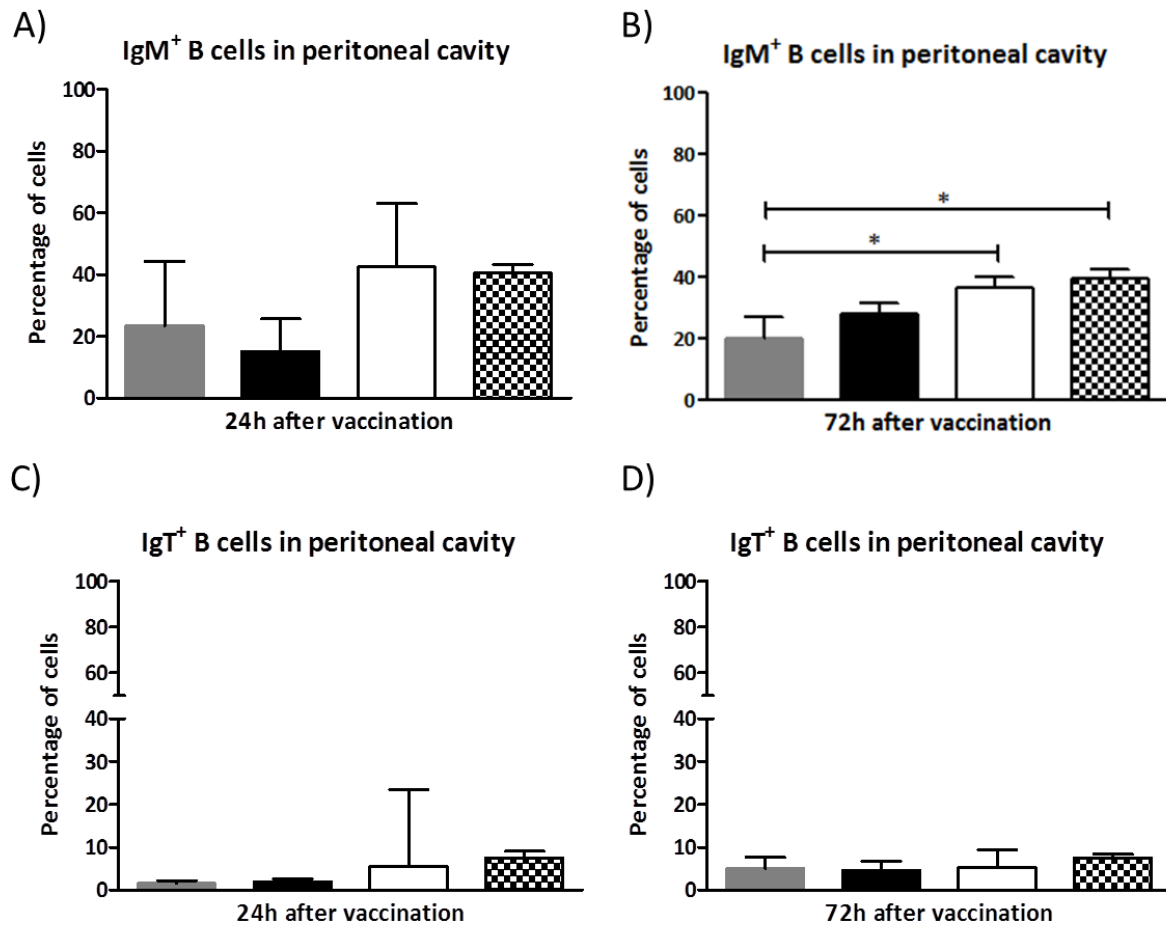 A)
IgM+ B cells in peritoneal cavity
Percentage of cells
100
80
60
40
20
0
24h after vaccination
B)
IgM+ B cells in peritoneal cavity
Percentage of cells
100
80
60
40
20
0
*
*
72h after vaccination
C)
IgT+ B cells in peritoneal cavity
Percentage of cells
100
80
60
40
30
20
10
0
24h after vaccination
D)
IgT+ B cells in peritoneal cavity
Percentage of cells
100
80
60
40
30
20
10
0
72h after vaccination